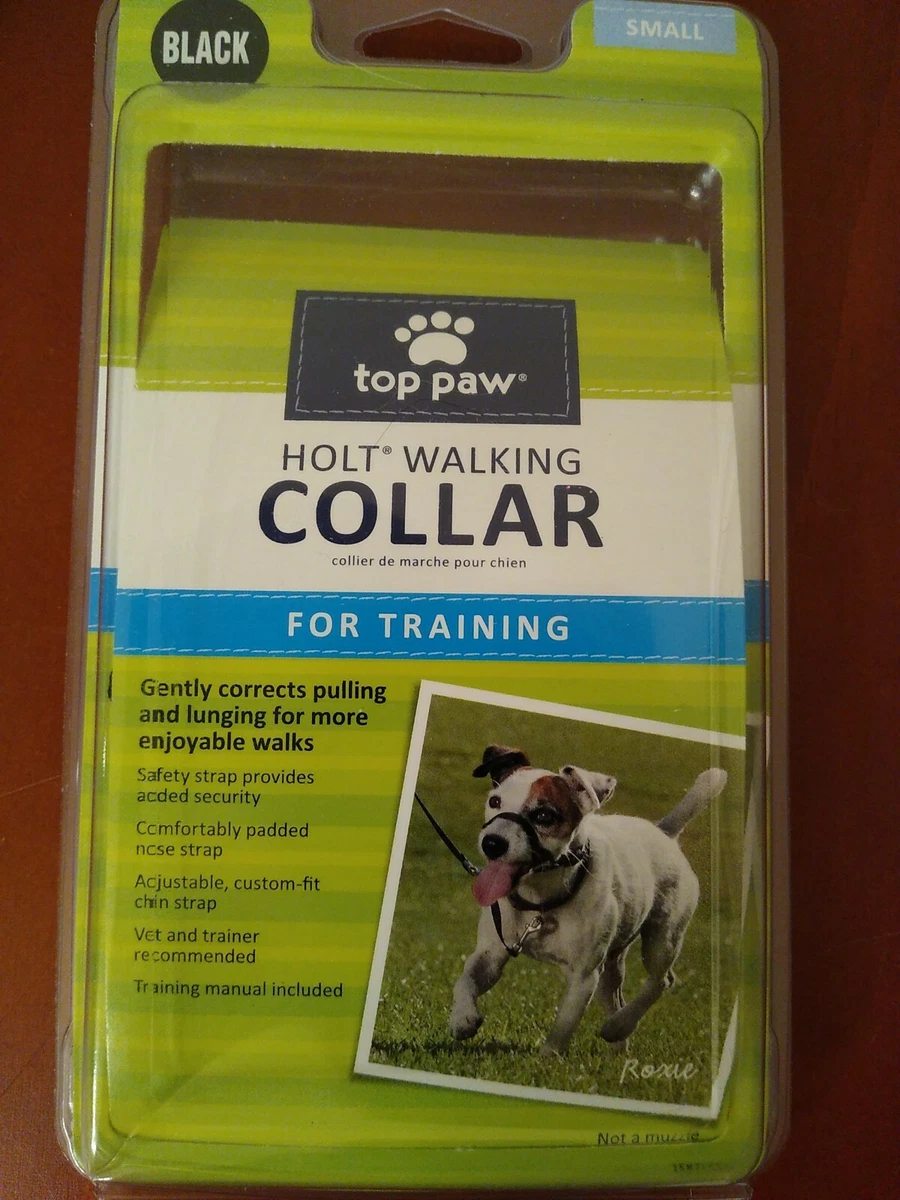 BLACK
SMALL
top paw®
HOLT® WALKING
COLLAR
collier de marche pour chien
FOR TRAINING
Gently corrects pulling
and lunging for more
enjoyable walks
Safety strap provides
added security
Comfortably padded
nose strap
Adjustable, custom-fit
chin strap
Vet and trainer
recommended
Training manual included
Roxie
Not a muzzle